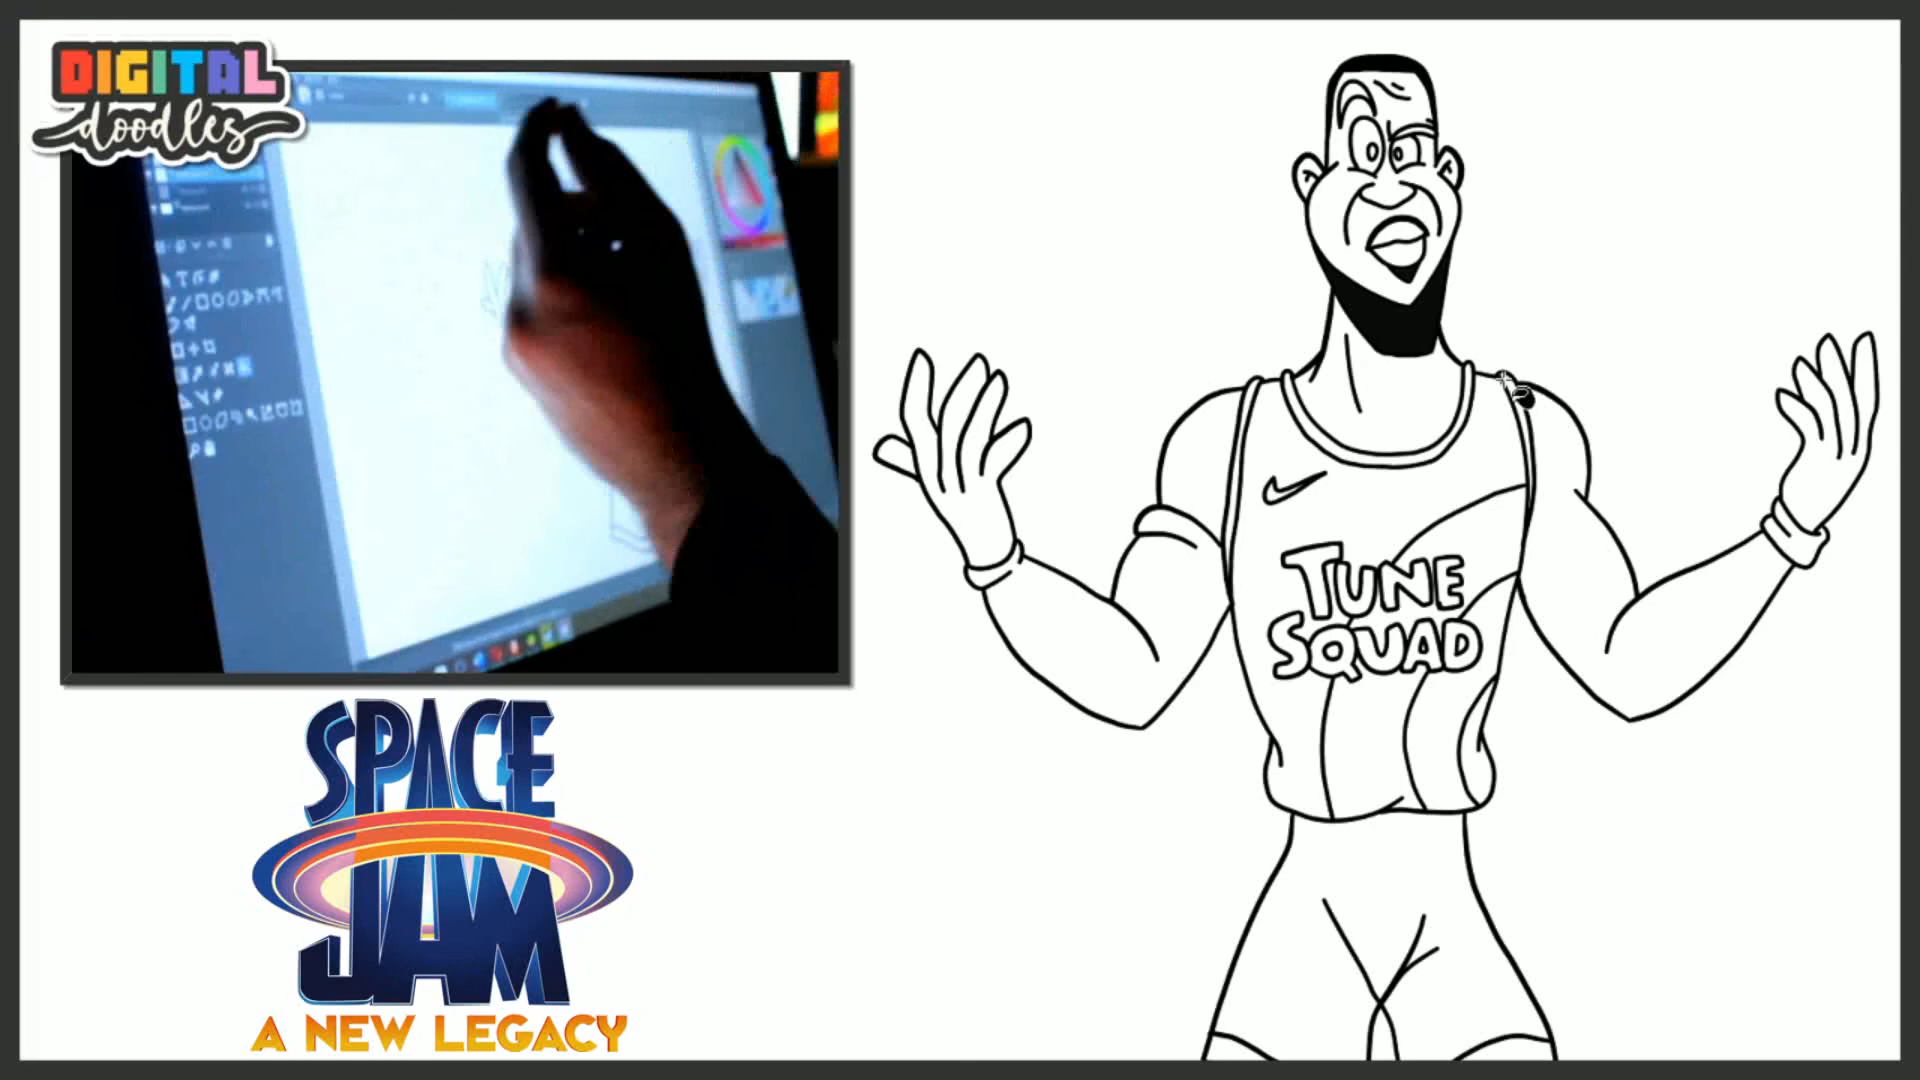 DIGITAL
doodles
SPACE
JAM
A NEW LEGACY
TUNE
SQUAD